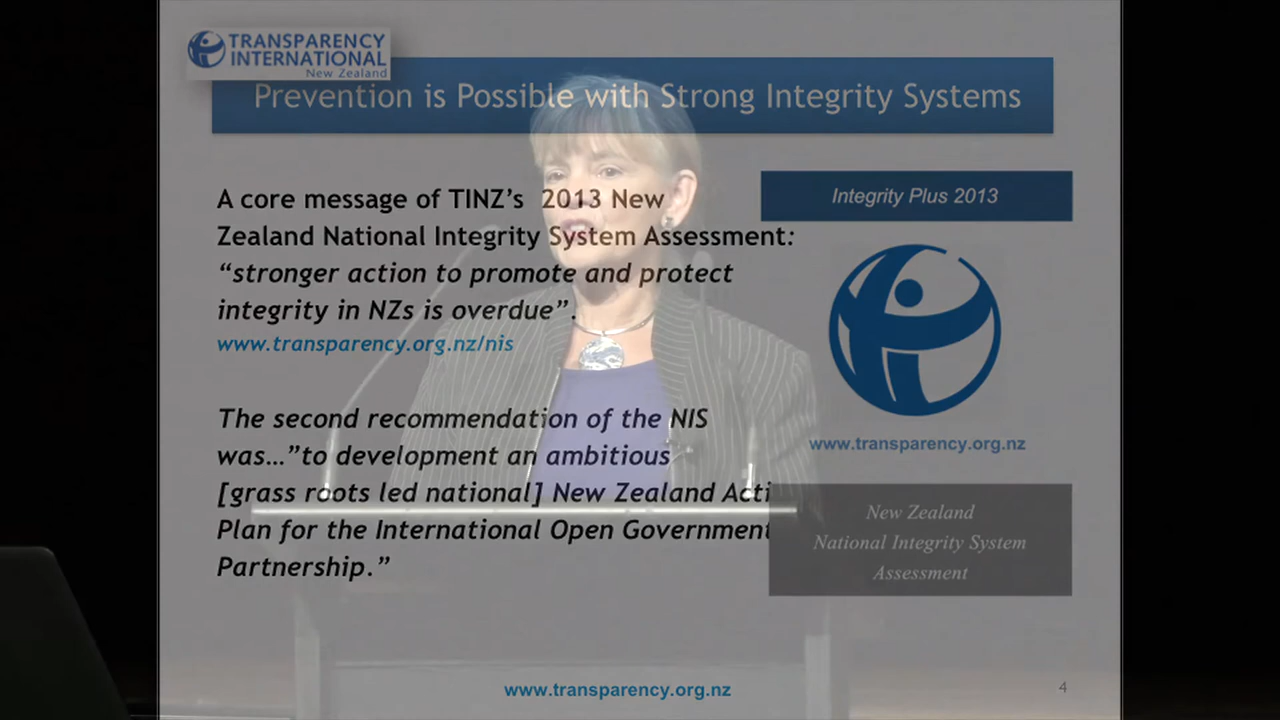 TRANSPARENCY
INTERNATIONAL
New Zealand
Prevention is Possible with Strong Integrity Systems
A core message of TINZ’s 2013 New
Zealand National Integrity System Assessment:
“stronger action to promote and protect
integrity in NZs is overdue”.
www.transparency.org.nz/nis
The second recommendation of the NIS
was…”to development an ambitious
[grass roots led national] New Zealand Acti
Plan for the International Open Government
Partnership.”
Integrity Plus 2013
www.transparency.org.nz
New Zealand
National Integrity System
Assessment
www.transparency.org.nz
4